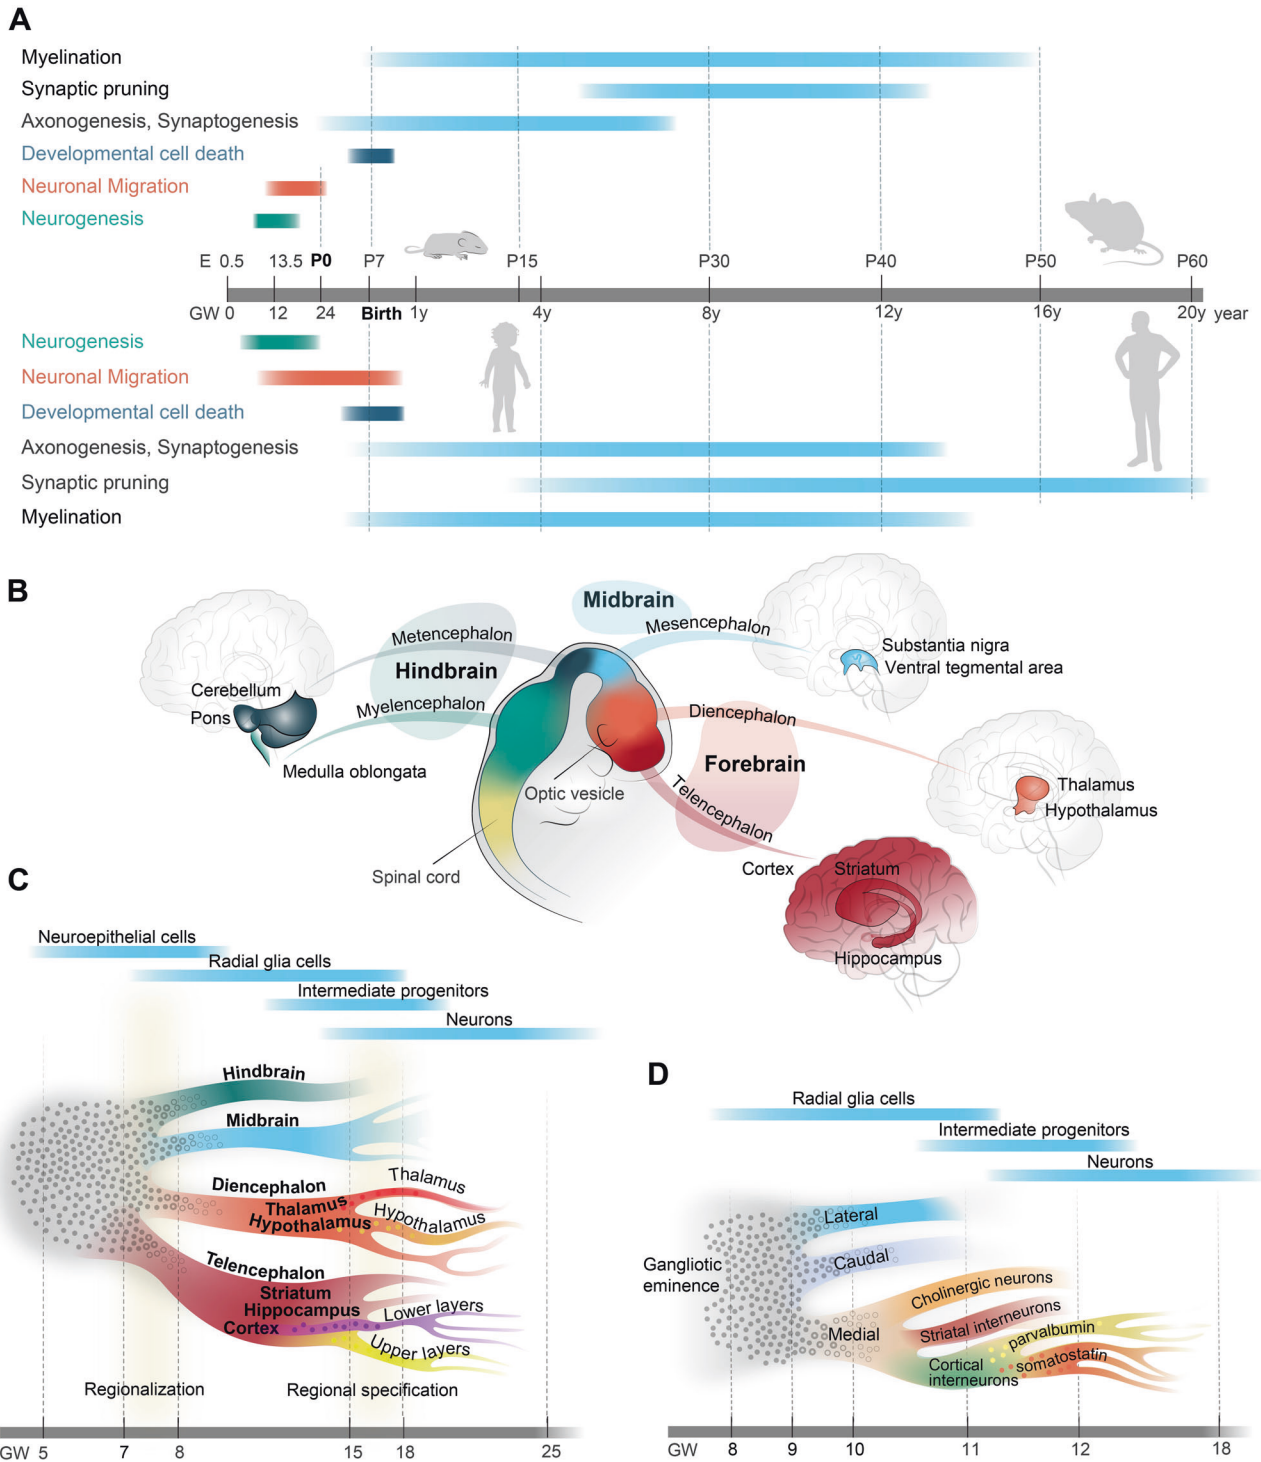 A
Myelination
Synaptic pruning
Axonogenesis, Synaptogenesis
Developmental cell death
Neuronal Migration
Neurogenesis
E 0.5 13.5 P0 P7 P15 P30 P40 P50 P60
GW 0 12 24 Birth 1y 4y 8y 12y 16y 20y year
Neurogenesis
Neuronal Migration
Developmental cell death
Axonogenesis, Synaptogenesis
Synaptic pruning
Myelination
B
Midbrain
Mesencephalon
Metencephalon
Hindbrain
Myelencephalon
Cerebellum
Pons
Medulla oblongata
Substantia nigra
Ventral tegmental area
Diencephalon
Forebrain
Telencephalon
Optic vesicle
Spinal cord
Thalamus
Hypothalamus
Cortex
Striatum
Hippocampus
C
Neuroepithelial cells
Radial glia cells
Intermediate progenitors
Neurons
Hindbrain
Midbrain
Diencephalon
Thalamus
Hypothalamus
Thalamus
Hypothalamus
Telencephalon
Striatum
Hippocampus
Cortex
Lower layers
Upper layers
Regionalization
Regional specification
GW 5 7 8 15 18 25
D
Radial glia cells
Intermediate progenitors
Neurons
Gangliotic
eminence
Lateral
Caudal
Medial
Cholinergic neurons
Striatal interneurons
Cortical
interneurons
parvalbumin
somatostatin
GW 8 9 10 11 12 18